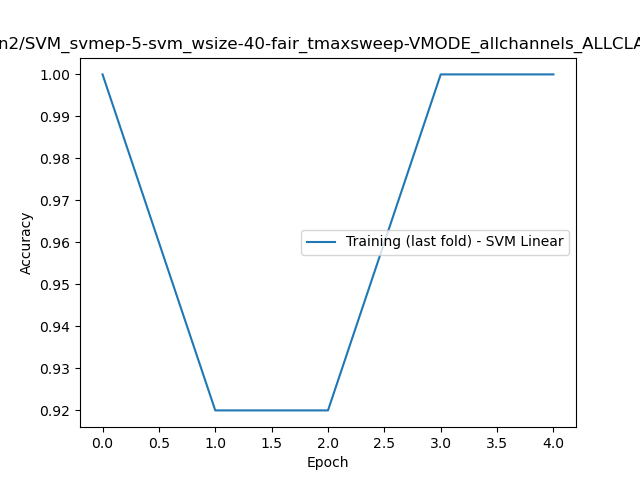 n2/SVM_svmep-5-svm_wsize-40-fair_tmaxsweep-VMODE_allchannels_ALLCLA
1.00
0.99
0.98
0.97
0.96
0.95
0.94
0.93
0.92
Accuracy
Training (last fold) - SVM Linear
0.0 0.5 1.0 1.5 2.0 2.5 3.0 3.5 4.0
Epoch